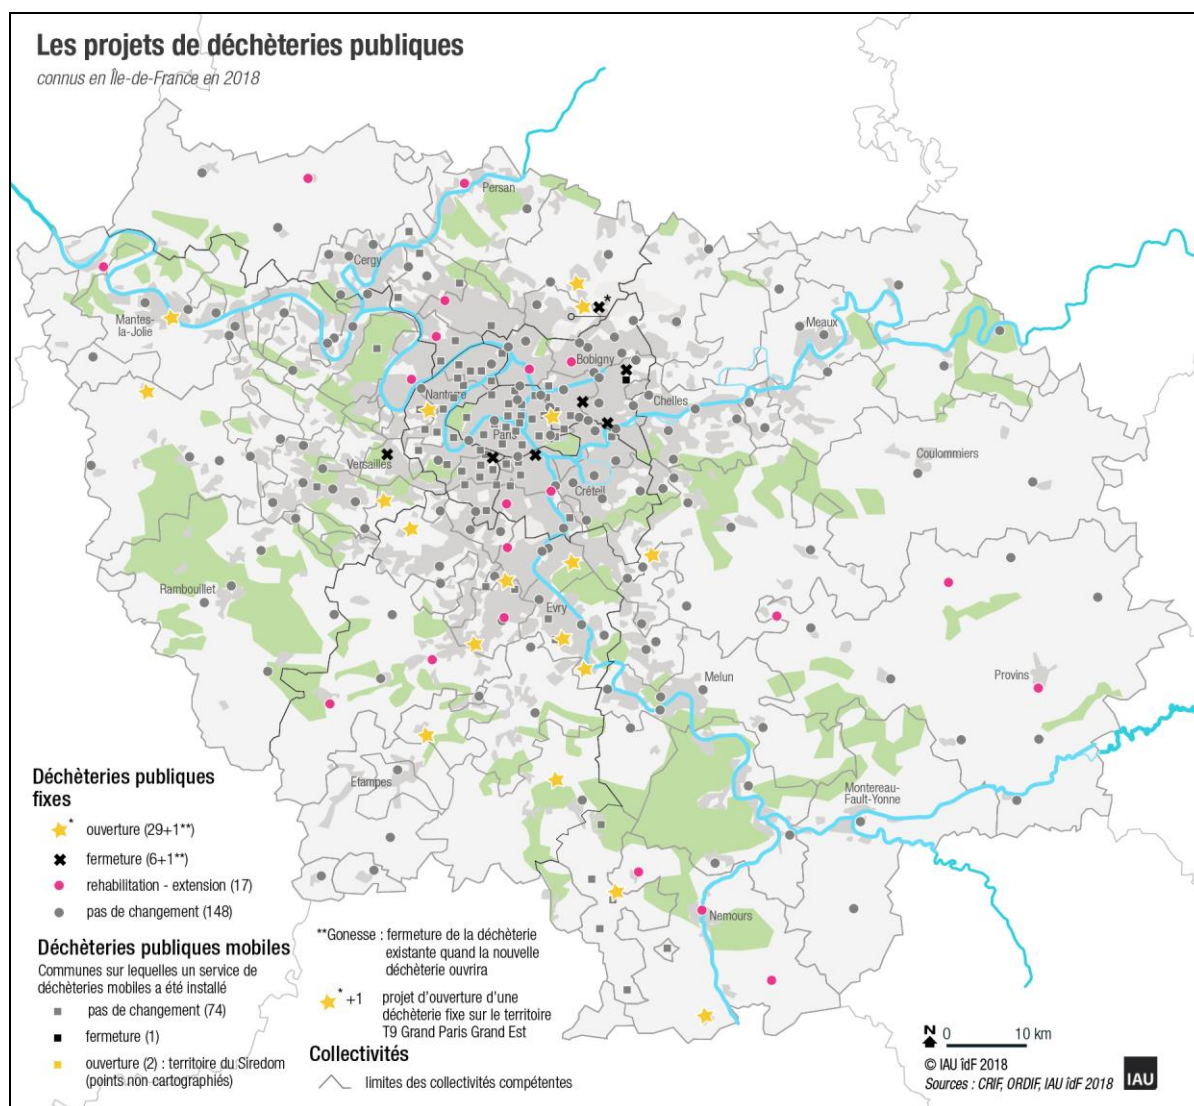 Les projets de déchèteries publiques
connus en Île-de-France en 2018
Persan
Cergy
Mantes-
la-Jolie
Meaux
Bobigny
Nanterre
Chelles
Paris
Versailles
Coulommiers
Créteil
Rambouillet
Evry
Melun
Provins
Etampes
Montereau-
Fault-Yonne
Nemours
*
Déchèteries publiques
fixes
* ouverture (29+1**)
fermeture (6+1**)
rehabilitation - extension (17)
pas de changement (148)
Déchèteries publiques mobiles
Communes sur lesquelles un service de
déchèteries mobiles a été installé
pas de changement (74)
fermeture (1)
ouverture (2) : territoire du Siredom
(points non cartographiés)
**Gonesse : fermeture de la déchèterie
existante quand la nouvelle
déchèterie ouvrira
* +1 projet d'ouverture d'une
déchèterie fixe sur le territoire
T9 Grand Paris Grand Est
Collectivités
limites des collectivités compétentes
N 0 10 km
© IAU îdF 2018
Sources : CRIF, ORDIF, IAU îdF 2018
IAU